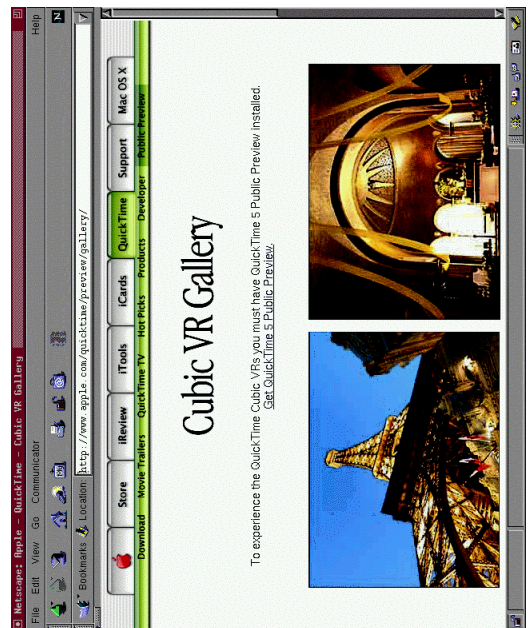 Netscape: Apple - QuickTime - Cubic VR Gallery
File Edit View Go Communicator Help
Bookmarks Location: http://www.apple.com/quicktime/preview/gallery/
N
Store iReview iTools iCards QuickTime Support Mac OS X
Download Movie Trailers QuickTime TV Hot Picks Products Developer Public Preview
Cubic VR Gallery
To experience the QuickTime Cubic VRs you must have QuickTime 5 Public Preview installed.
Get QuickTime 5 Public Preview.